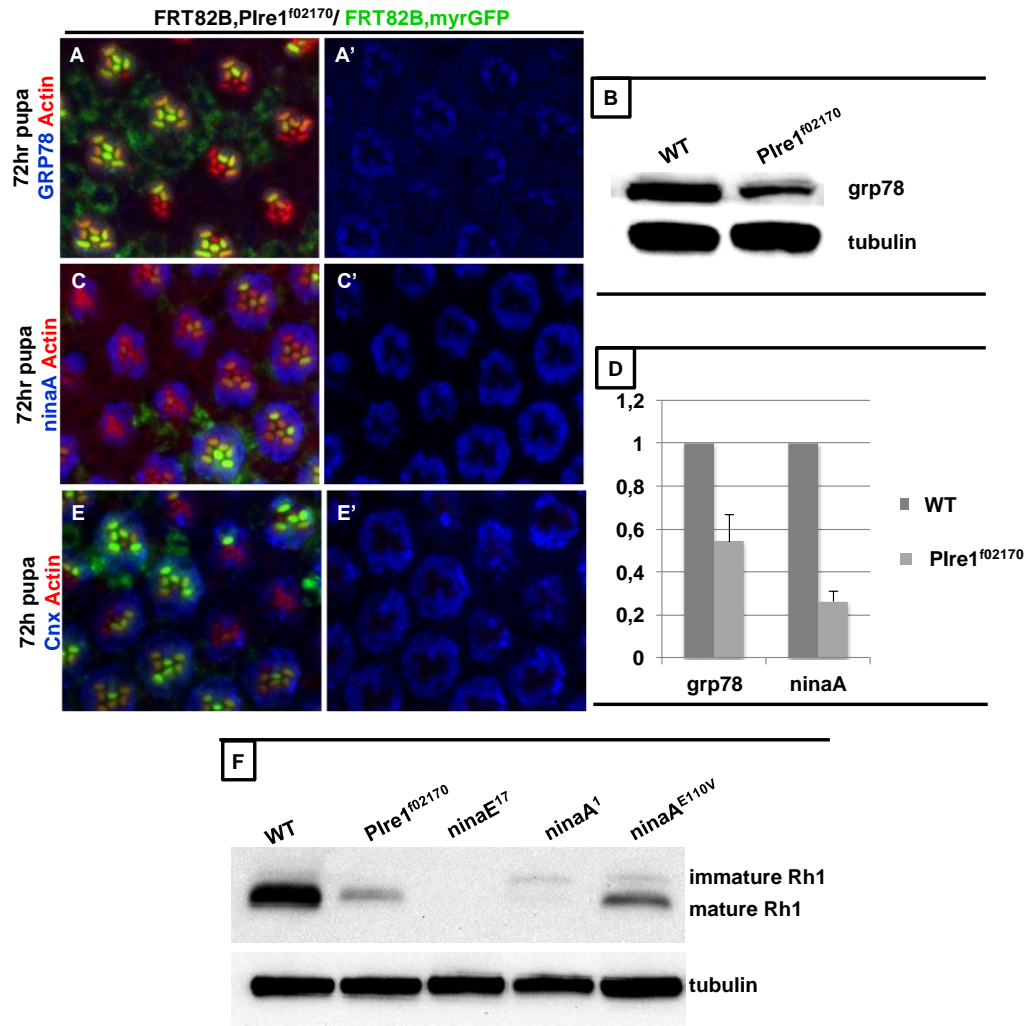 FRT82B,PIre1f02170/ FRT82B,myrGFP
A
A'
72hr pupa
GRP78 Actin
B
WT
PIre1f02170
grp78
tubulin
C
C'
72hr pupa
ninaA Actin
D
1,2
1
0,8
0,6
0,4
0,2
0
grp78
ninaA
WT
PIre1f02170
E
E'
72h pupa
Cnx Actin
F
WT
PIre1f02170
ninaE17
ninaA1
ninaAE110V
immature Rh1
mature Rh1
tubulin